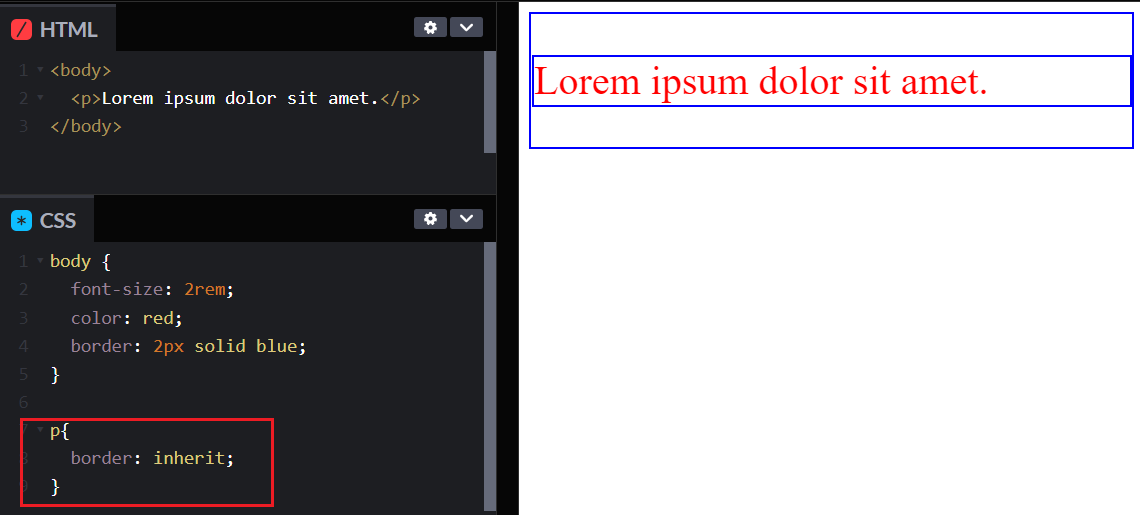 HTML
1 <body>
2 <p>Lorem ipsum dolor sit amet.</p>
3 </body>
CSS
1 body {
2 font-size: 2rem;
3 color: red;
4 border: 2px solid blue;
5 }
6
7 p{
8 border: inherit;
9 }
Lorem ipsum dolor sit amet.